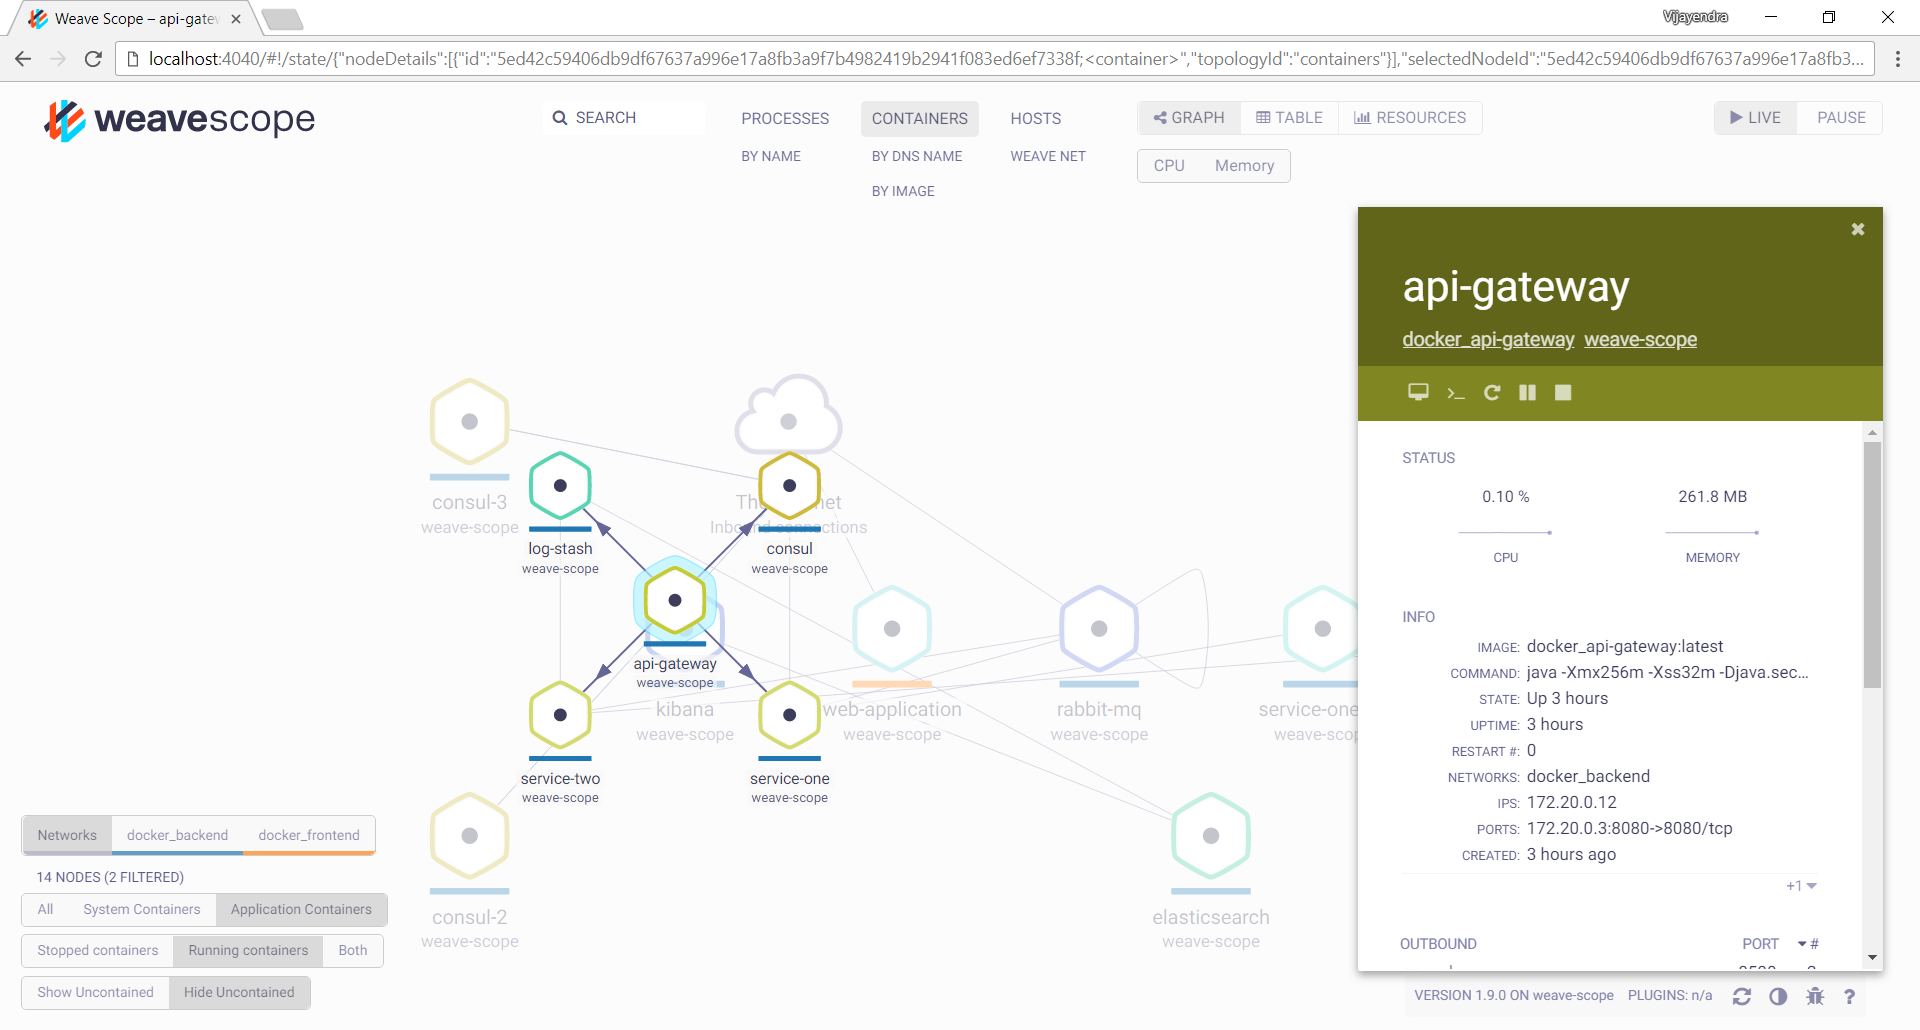 Weave Scope – api-gatew
Vijayendra
localhost:4040/#!/state/{"nodeDetails":[{"id":"5ed42c59406db9df67637a996e17a8fb3a9f7b4982419b2941f083ed6ef7338f;<container>","topologyId":"containers"}],"selectedNodeId":"5ed42c59406db9df67637a996e17a8fb3...
weavescope
SEARCH
PROCESSES
CONTAINERS
HOSTS
BY NAME
BY DNS NAME
WEAVE NET
BY IMAGE
GRAPH
TABLE
RESOURCES
CPU
Memory
LIVE
PAUSE
api-gateway
docker_api-gateway weave-scope
STATUS
0.10 %
261.8 MB
CPU
MEMORY
INFO
IMAGE: docker_api-gateway:latest
COMMAND: java -Xmx256m -Xss32m -Djava.sec...
STATE: Up 3 hours
UPTIME: 3 hours
RESTART #: 0
NETWORKS: docker_backend
IPS: 172.20.0.12
PORTS: 172.20.0.3:8080->8080/tcp
CREATED: 3 hours ago
+1
OUTBOUND PORT #
consul-3
weave-scope
log-stash
weave-scope
Inbound connections
consul
weave-scope
api-gateway
weave-scope
kibana
weave-scope
web-application
weave-scope
rabbit-mq
weave-scope
service-one
weave-scope
service-two
weave-scope
service-one
weave-scop
consul-2
weave-scope
elasticsearch
weave-scope
Networks
docker_backend
docker_frontend
14 NODES (2 FILTERED)
All
System Containers
Application Containers
Stopped containers
Running containers
Both
Show Uncontained
Hide Uncontained
VERSION 1.9.0 ON weave-scope PLUGINS: n/a